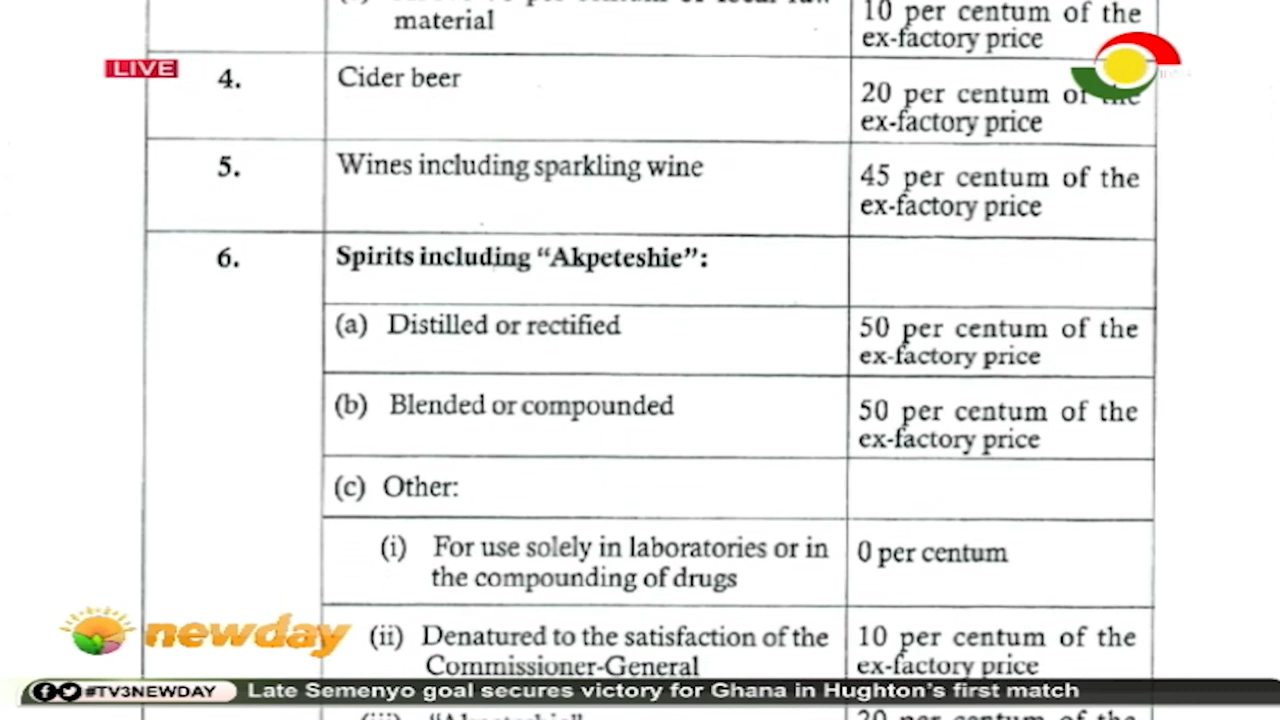 material
10 per centum of the
ex-factory price
LIVE
4.
Cider beer
20 per centum of the
ex-factory price
5.
Wines including sparkling wine
45 per centum of the
ex-factory price
6.
Spirits including “Akpeteshie”:
(a) Distilled or rectified
50 per centum of the
ex-factory price
(b) Blended or compounded
50 per centum of the
ex-factory price
(c) Other:
(i) For use solely in laboratories or in
the compounding of drugs
0 per centum
newday
(ii) Denatured to the satisfaction of the
Commissioner-General
10 per centum of the
ex-factory price
#TV3NEWDAY
Late Semenyo goal secures victory for Ghana in Hughton's first match